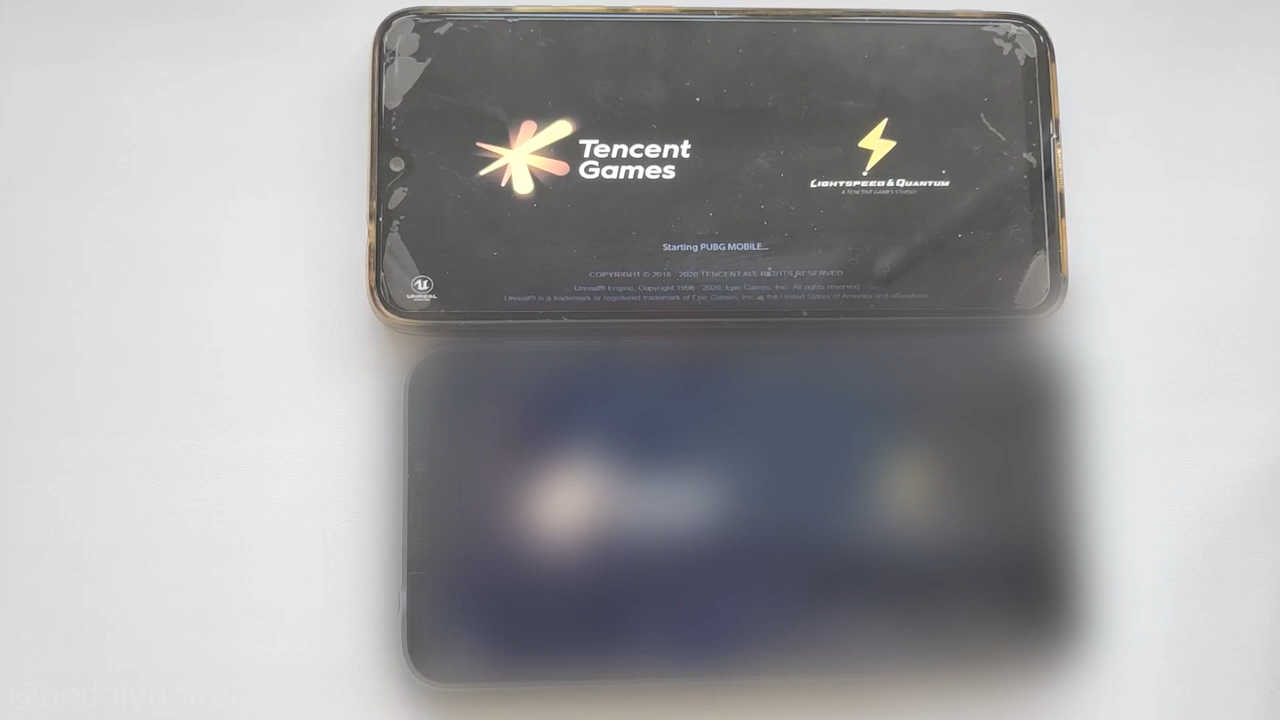 Tencent
Games
LIGHTSPEED & QUANTUM
A TENCENT GAMES STUDIO
Starting PUBG MOBILE...
COPYRIGHT © 2018 - 2020 TENCENT ALL RIGHTS RESERVED
UNREAL
Unreal® Engine, Copyright 1998 - 2020, Epic Games, Inc. All rights reserved
Unreal® is a trademark or registered trademark of Epic Games, Inc. in the United States of America and elsewhere.